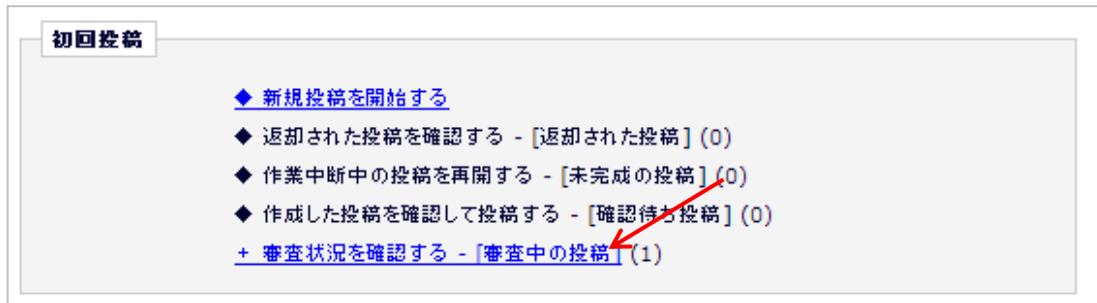 初回投稿
◆ 新規投稿を開始する
◆ 返却された投稿を確認する - [返却された投稿] (0)
◆ 作業中断中の投稿を再開する - [未完成の投稿] (0)
◆ 作成した投稿を確認して投稿する - [確認待ち投稿] (0)
+ 審査状況を確認する - [審査中の投稿] (1)